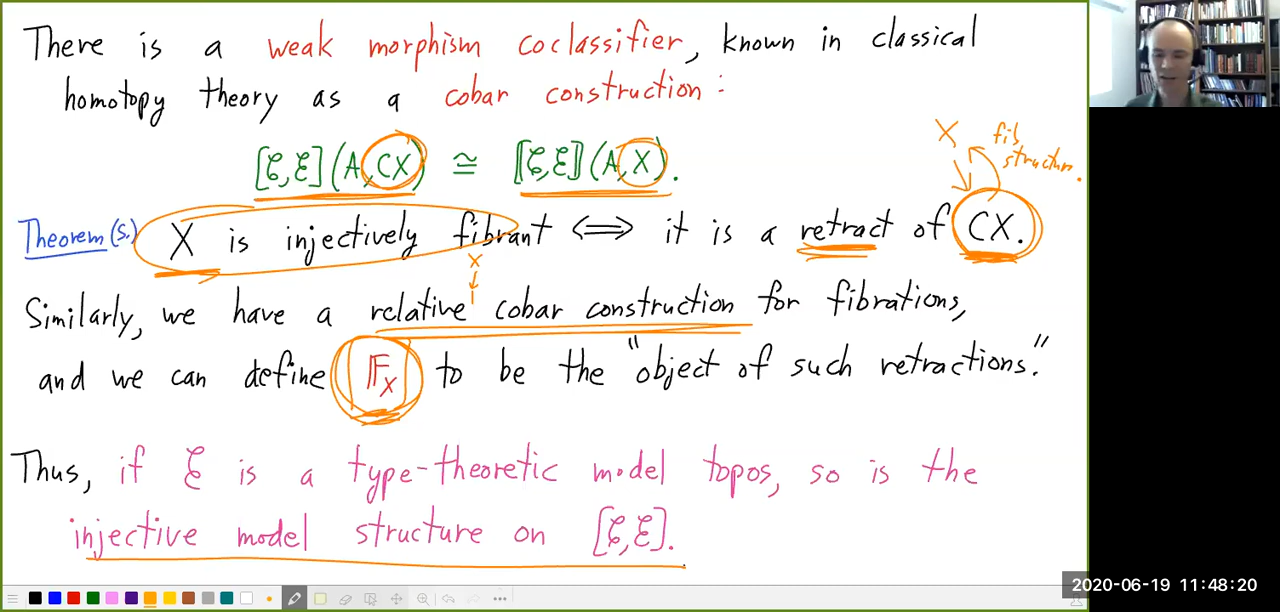 There is a weak morphism coclassifier, known in classical
homotopy theory as a cobar construction:
[𝒞,ℰ](A,CX) ≅ ⟦𝒞,ℰ⟧(A,X).
X fib structure.
Theorem (S.) X is injectively fibrant ⟺ it is a retract of CX.
X
↓
1
Similarly, we have a relative cobar construction for fibrations,
and we can define 𝔽_X to be the "object of such retractions."
Thus, if ℰ is a type-theoretic model topos, so is the
injective model structure on [𝒞,ℰ].
2020-06-19 11:48:20